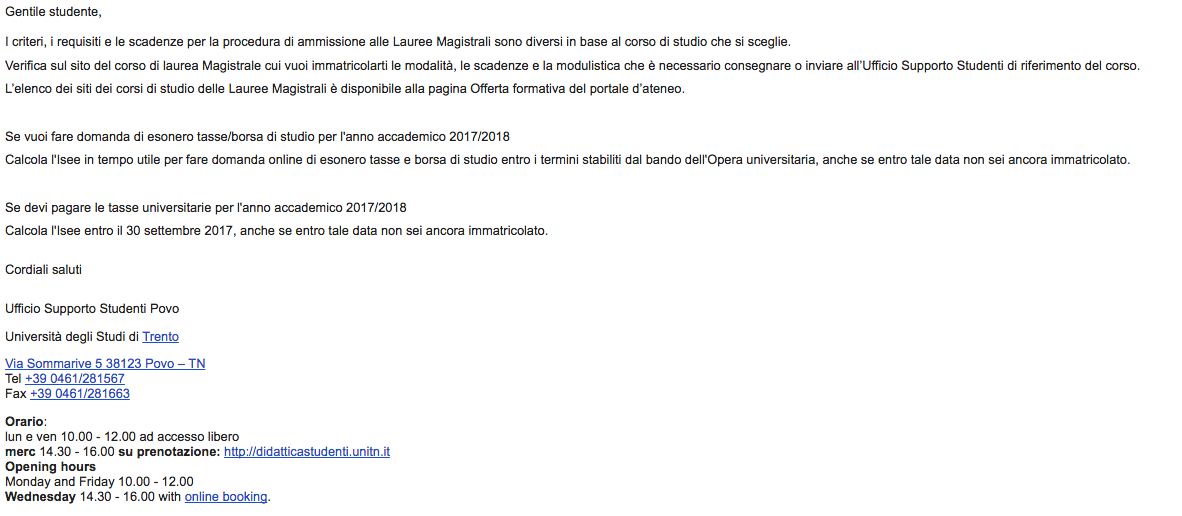 Gentile studente,
I criteri, i requisiti e le scadenze per la procedura di ammissione alle Lauree Magistrali sono diversi in base al corso di studio che si sceglie.
Verifica sul sito del corso di laurea Magistrale cui vuoi immatricolarti le modalità, le scadenze e la modulistica che è necessario consegnare o inviare all'Ufficio Supporto Studenti di riferimento del corso.
L'elenco dei siti dei corsi di studio delle Lauree Magistrali è disponibile alla pagina Offerta formativa del portale d'ateneo.
Se vuoi fare domanda di esonero tasse/borsa di studio per l'anno accademico 2017/2018
Calcola l'Isee in tempo utile per fare domanda online di esonero tasse e borsa di studio entro i termini stabiliti dal bando dell'Opera universitaria, anche se entro tale data non sei ancora immatricolato.
Se devi pagare le tasse universitarie per l'anno accademico 2017/2018
Calcola l'Isee entro il 30 settembre 2017, anche se entro tale data non sei ancora immatricolato.
Cordiali saluti
Ufficio Supporto Studenti Povo
Università degli Studi di Trento
Via Sommarive 5 38123 Povo – TN
Tel +39 0461/281567
Fax +39 0461/281663
Orario:
lun e ven 10.00 - 12.00 ad accesso libero
merc 14.30 - 16.00 su prenotazione: http://didatticastudenti.unitn.it
Opening hours
Monday and Friday 10.00 - 12.00
Wednesday 14.30 - 16.00 with online booking.